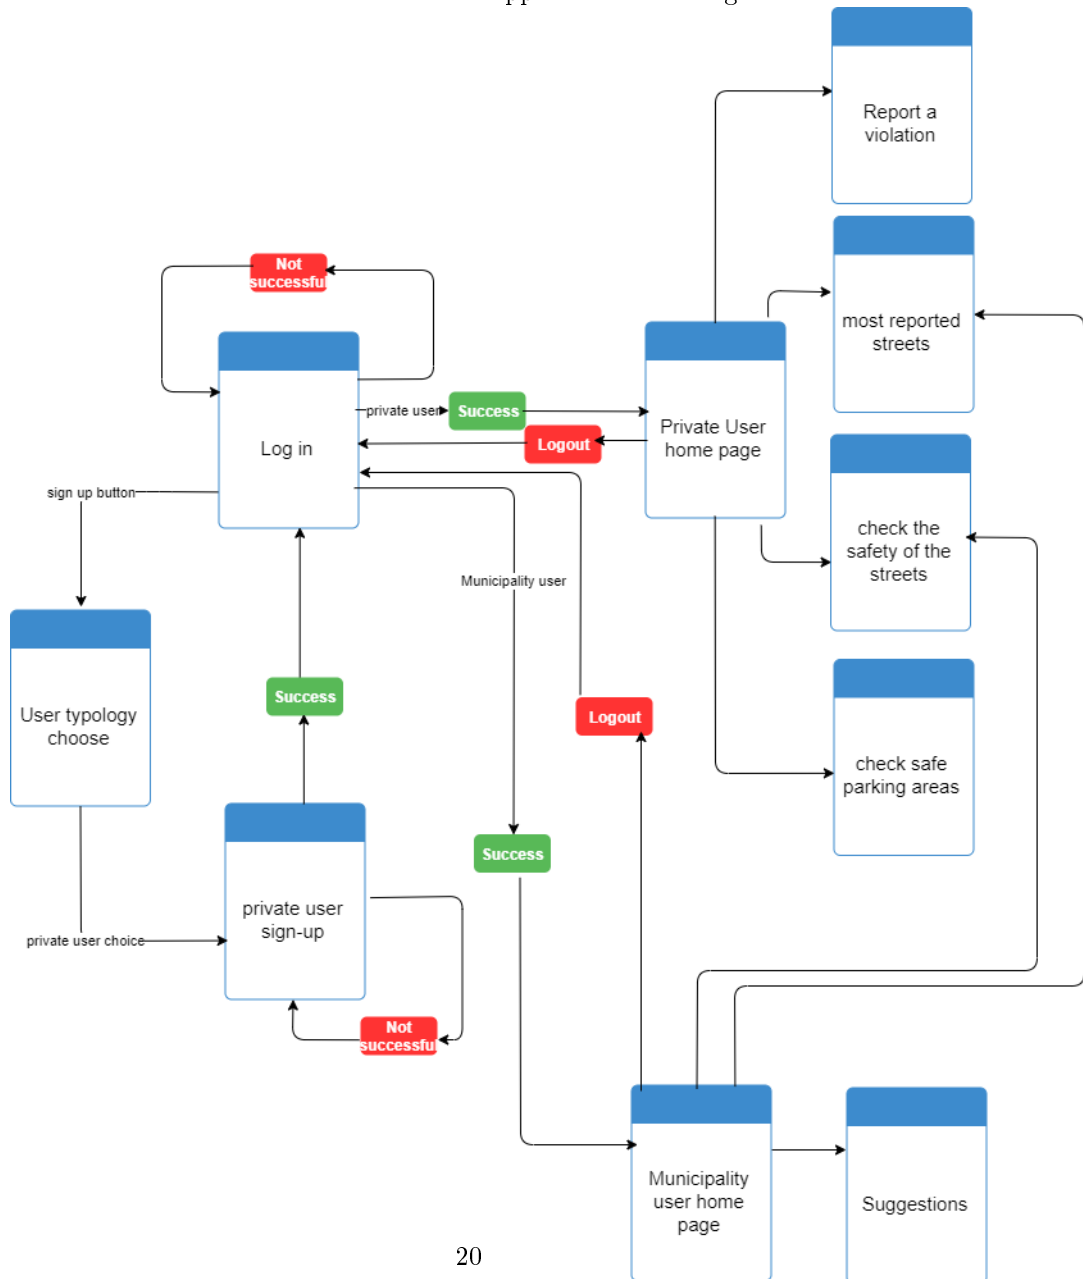 Report a
violation
Not
successfu
most reported
streets
private user
Success
Logout
Private User
home page
Log in
sign up button
check the
safety of the
streets
Municipality user
Success
Logout
User typology
choose
check safe
parking areas
Success
private user
sign-up
private user choice
Not
successfu
Municipality
user home
page
Suggestions
20